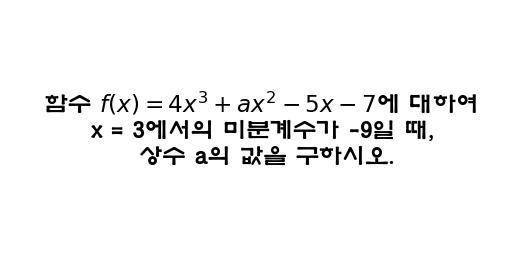 함수 f(x) = 4x³ + ax² − 5x − 7에 대하여
x = 3에서의 미분계수가 -9일 때,
상수 a의 값을 구하시오.